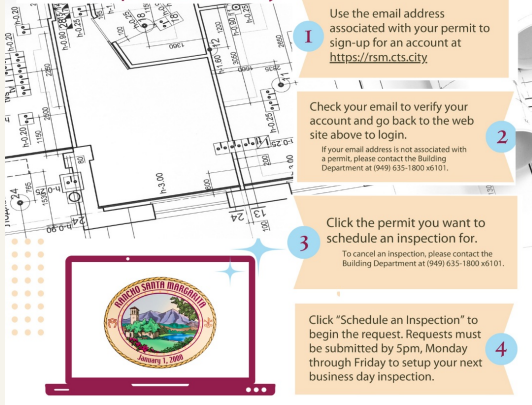 1
Use the email address
associated with your permit to
sign-up for an account at
https://rsm.cts.city
Check your email to verify your
account and go back to the web
site above to login.
If your email address is not associated with
a permit, please contact the Building
Department at (949) 635-1800 x6101.
2
3
Click the permit you want to
schedule an inspection for.
To cancel an inspection, please contact the
Building Department at (949) 635-1800 x6101.
Click "Schedule an Inspection" to
begin the request. Requests must
be submitted by 5pm, Monday
through Friday to setup your next
business day inspection.
4
RANCHO SANTA MARGARITA
January 1, 2000
h-3.00
24
13